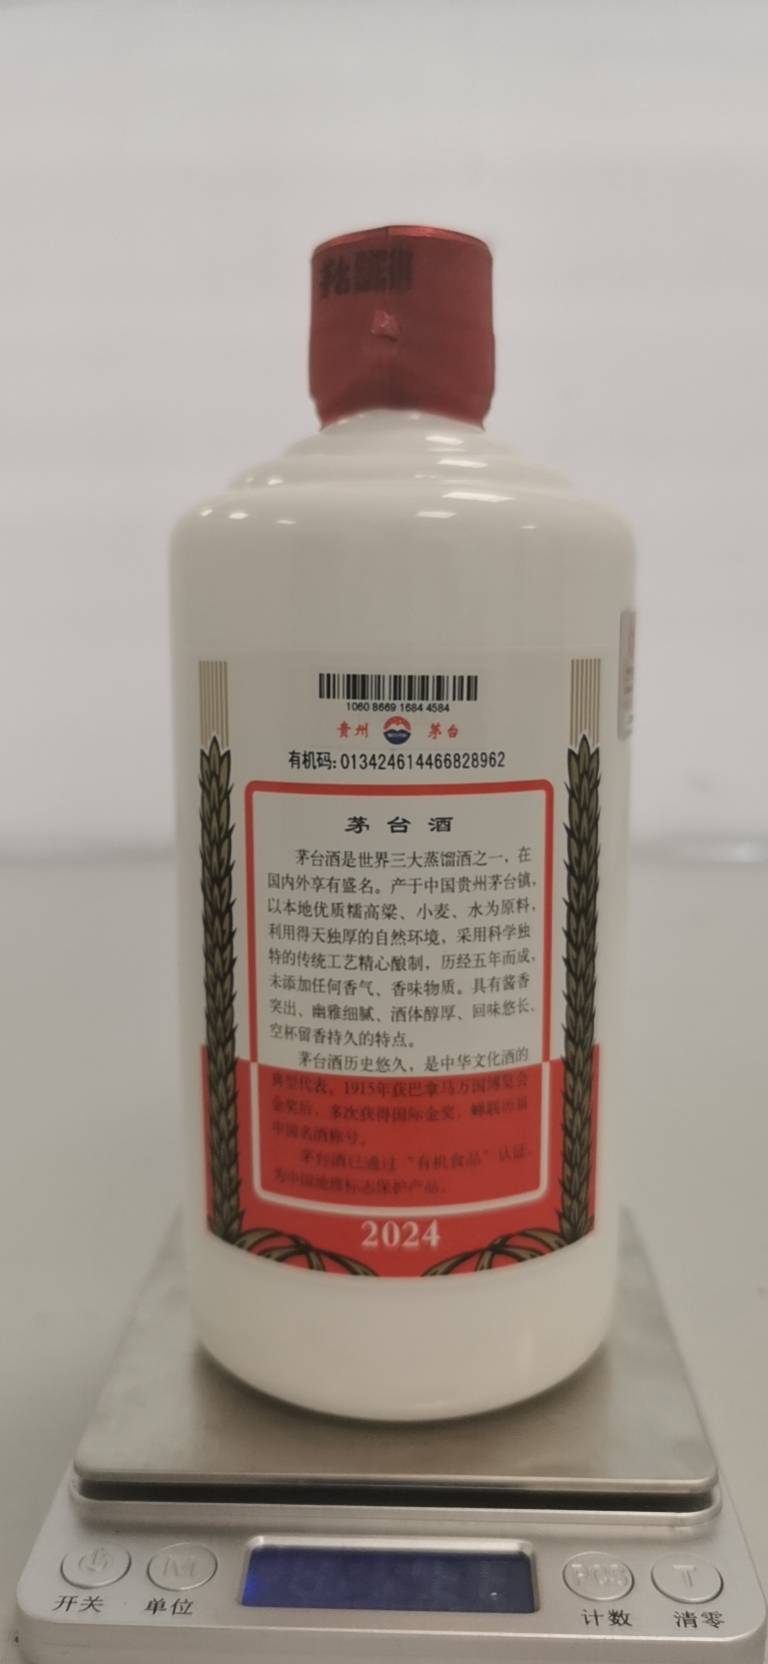 1060 8669 1684 4584
贵州 茅台
有机码:013424614466828962
茅台酒
茅台酒是世界三大蒸馏酒之一，在
国内外享有盛名。产于中国贵州茅台镇，
以本地优质糯高粱、小麦、水为原料，
利用得天独厚的自然环境，采用科学独
特的传统工艺精心酿制，历经五年而成，
未添加任何香气、香味物质。具有酱香
突出、幽雅细腻、酒体醇厚、回味悠长、
空杯留香持久的特点。
茅台酒历史悠久，是中华文化酒的
典型代表。1915年获巴拿马万国博览会
金奖后，多次获得国际金奖，蝉联历届
中国名酒称号。
茅台酒已通过“有机食品”认证，
为中国地理标志保护产品。
2024
M
PCS
T
开关
单位
计数
清零